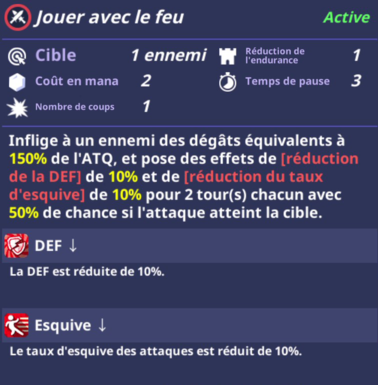 Jouer avec le feu Active
Cible 1 ennemi Réduction de l'endurance 1
Coût en mana 2 Temps de pause 3
Nombre de coups 1
Inflige à un ennemi des dégâts équivalents à
150% de l'ATQ, et pose des effets de [réduction
de la DEF] de 10% et de [réduction du taux
d'esquive] de 10% pour 2 tour(s) chacun avec
50% de chance si l'attaque atteint la cible.
DEF ↓
La DEF est réduite de 10%.
Esquive ↓
Le taux d'esquive des attaques est réduit de 10%.